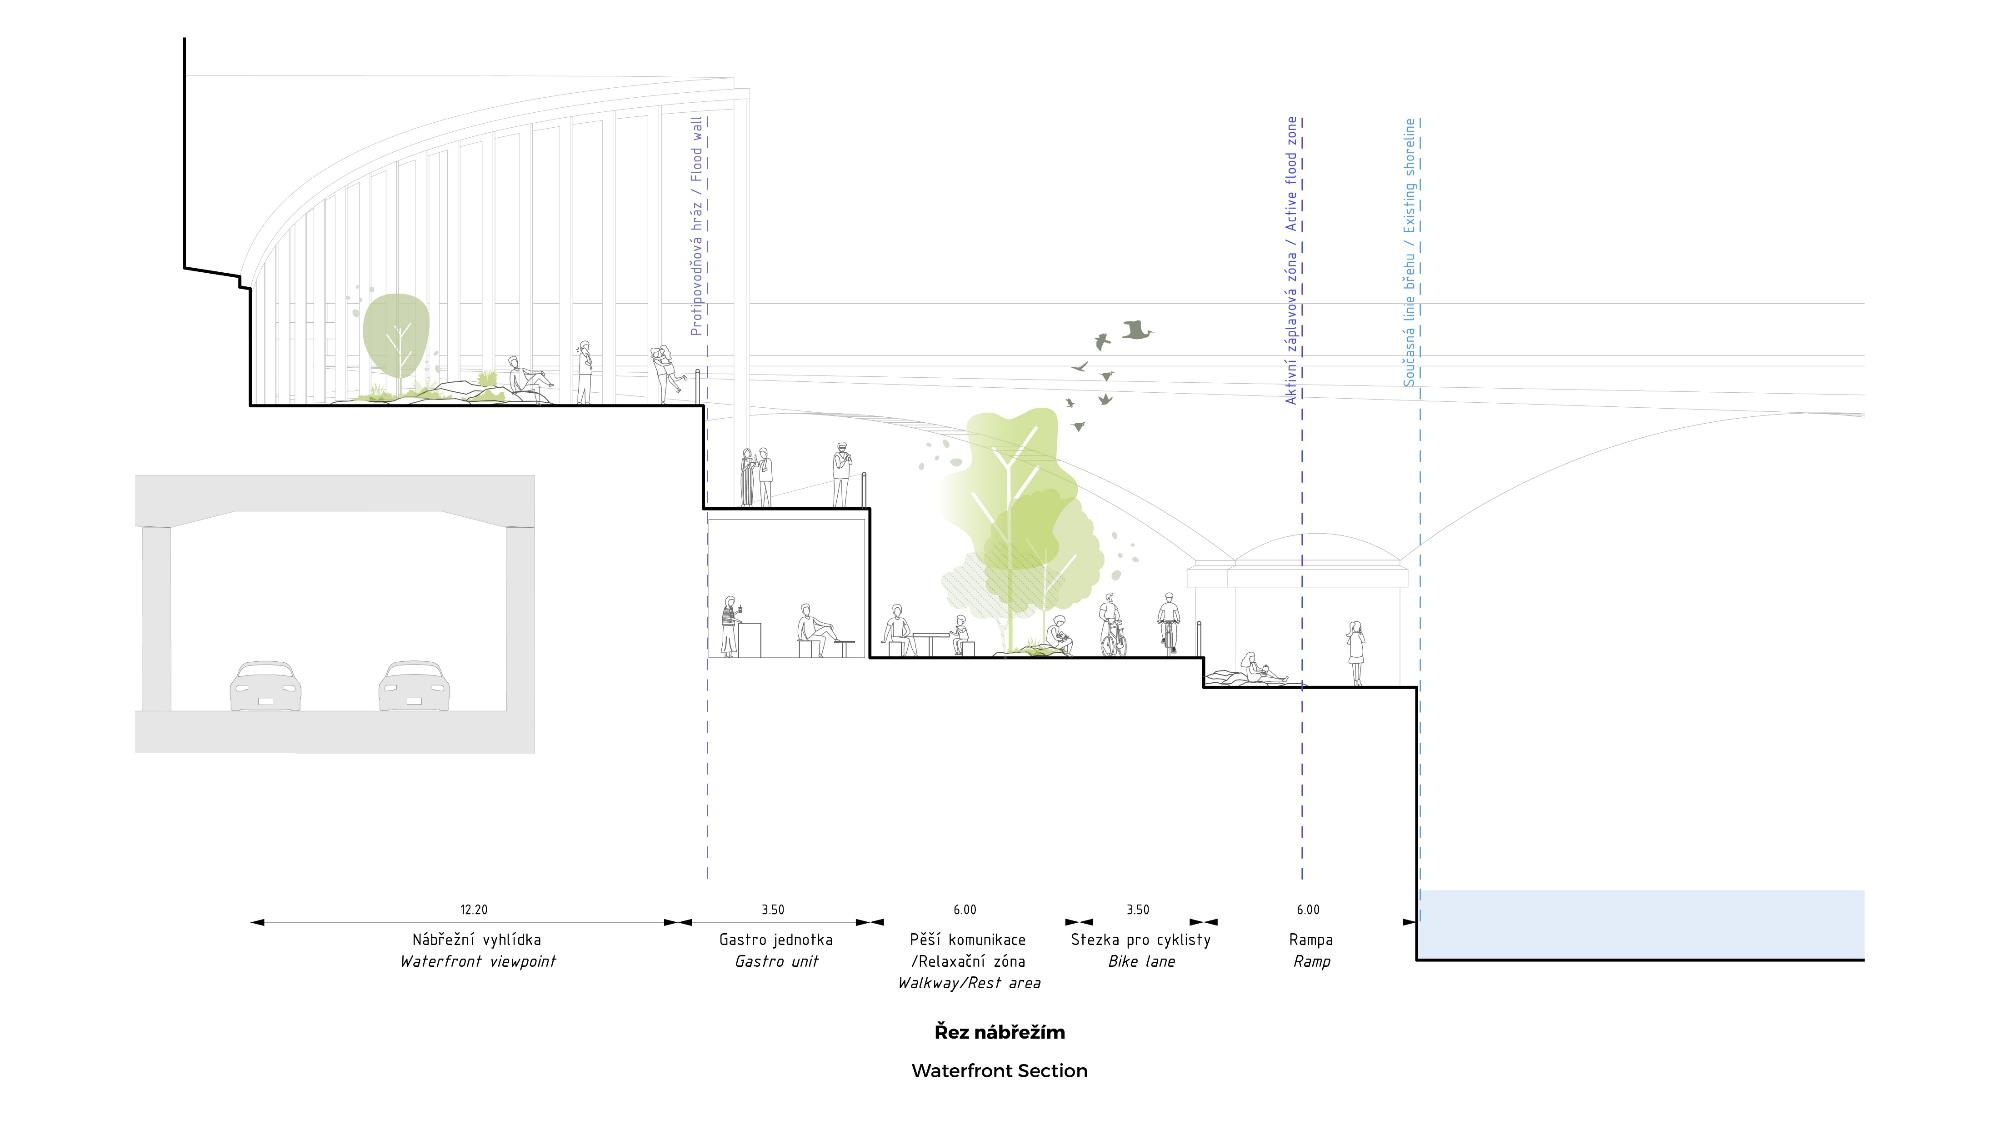 Protipovodňová hráz / Flood wall
Aktivní záplavová zóna / Active flood zone
Současná linie břehu / Existing shoreline
12.20
3.50
6.00
3.50
6.00
Nábřežní vyhlídka
Waterfront viewpoint
Gastro jednotka
Gastro unit
Pěší komunikace
/Relaxační zóna
Walkway/Rest area
Stezka pro cyklisty
Bike lane
Rampa
Ramp
Řez nábřežím
Waterfront Section